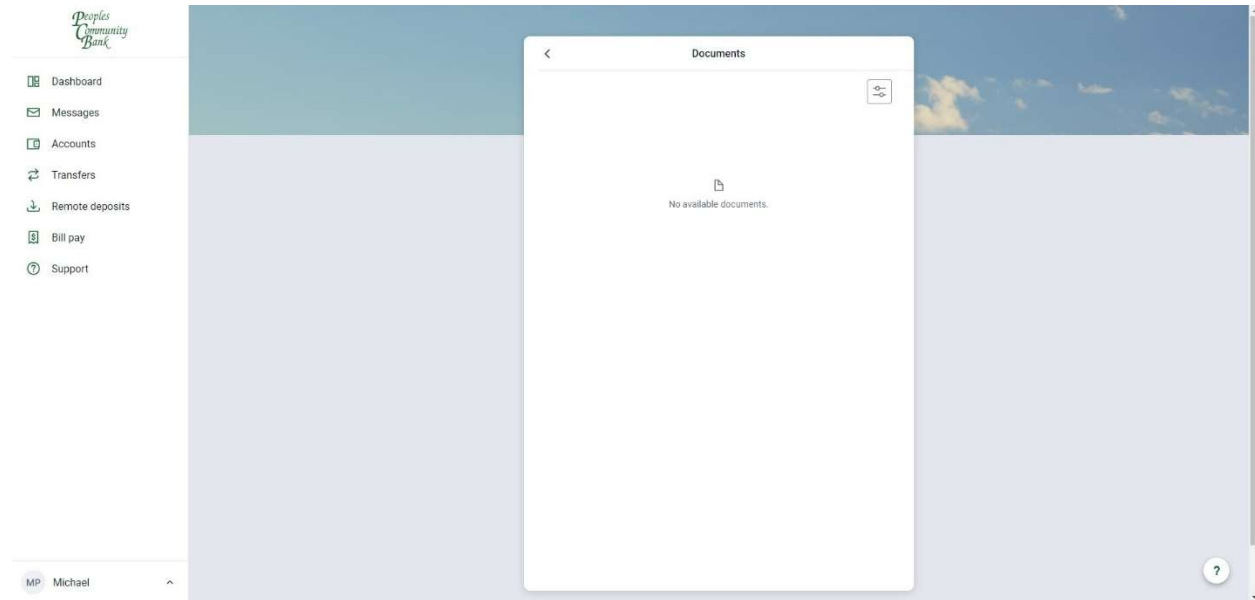 Peoples
Community
Bank
Dashboard
Messages
Accounts
Transfers
Remote deposits
Bill pay
Support
MP Michael
Documents
No available documents.
?